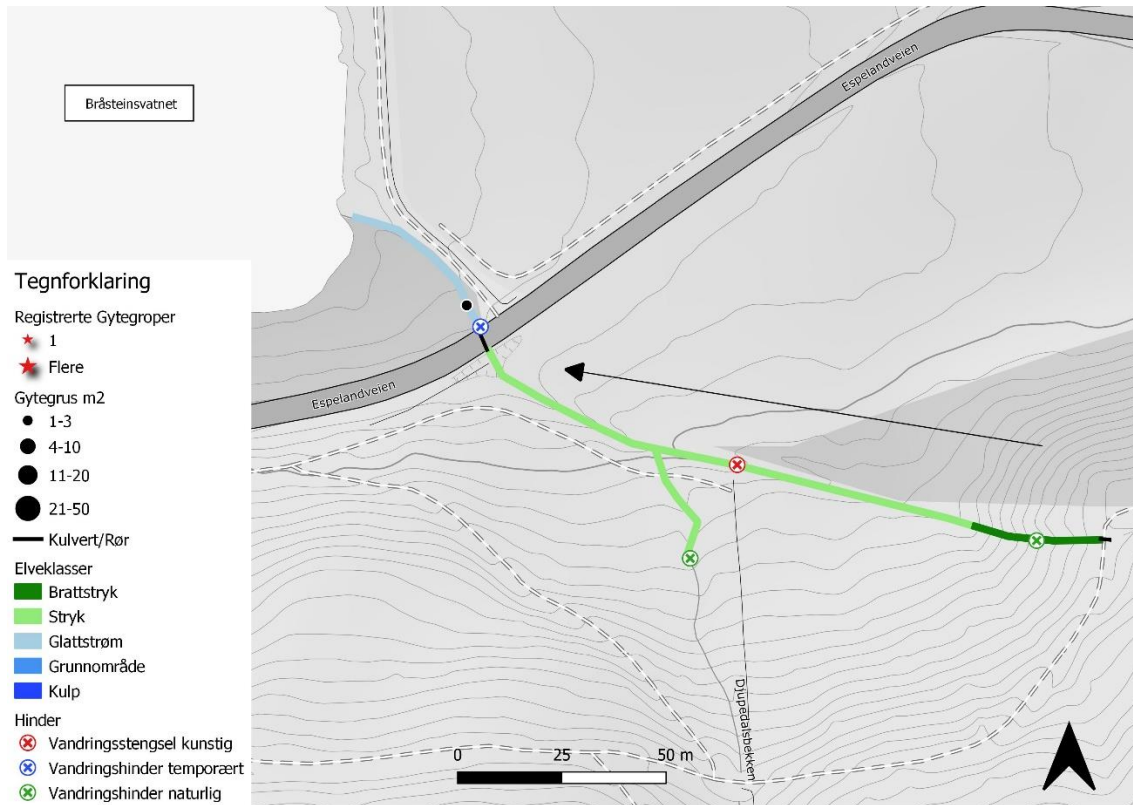 Bråsteinsvatnet
Espelandveien
Espelandveien
Djupedalsbekken
Tegnforklaring
Registrerte Gytegroper
1
Flere
Gytegrus m2
1-3
4-10
11-20
21-50
Kulvert/Rør
Elveklasser
Brattstryk
Stryk
Glattstrøm
Grunnområde
Kulp
Hinder
Vandringsstengsel kunstig
Vandringshinder temporært
Vandringshinder naturlig
0 25 50 m